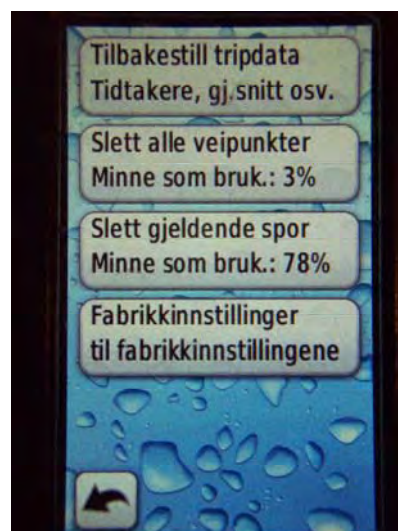 Tilbakestill tripdata
Tidtakere, gj.snitt osv.
Slett alle veipunkter
Minne som bruk.: 3%
Slett gjeldende spor
Minne som bruk.: 78%
Fabrikkinnstillinger
til fabrikkinnstillingene